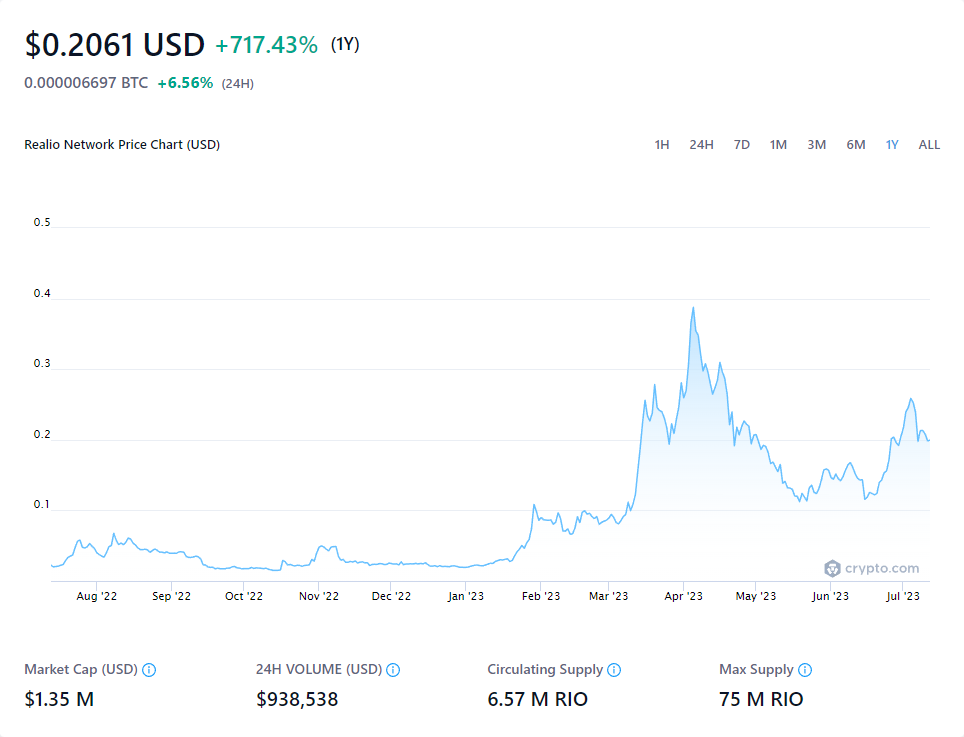 $0.2061 USD +717.43% (1Y)
0.000006697 BTC +6.56% (24H)
Realio Network Price Chart (USD) 1H 24H 7D 1M 3M 6M 1Y ALL
0.5
0.4
0.3
0.2
0.1
crypto.com
Aug '22 Sep '22 Oct '22 Nov '22 Dec '22 Jan '23 Feb '23 Mar '23 Apr '23 May '23 Jun '23 Jul '23
Market Cap (USD) 24H VOLUME (USD) Circulating Supply Max Supply
$1.35 M $938,538 6.57 M RIO 75 M RIO